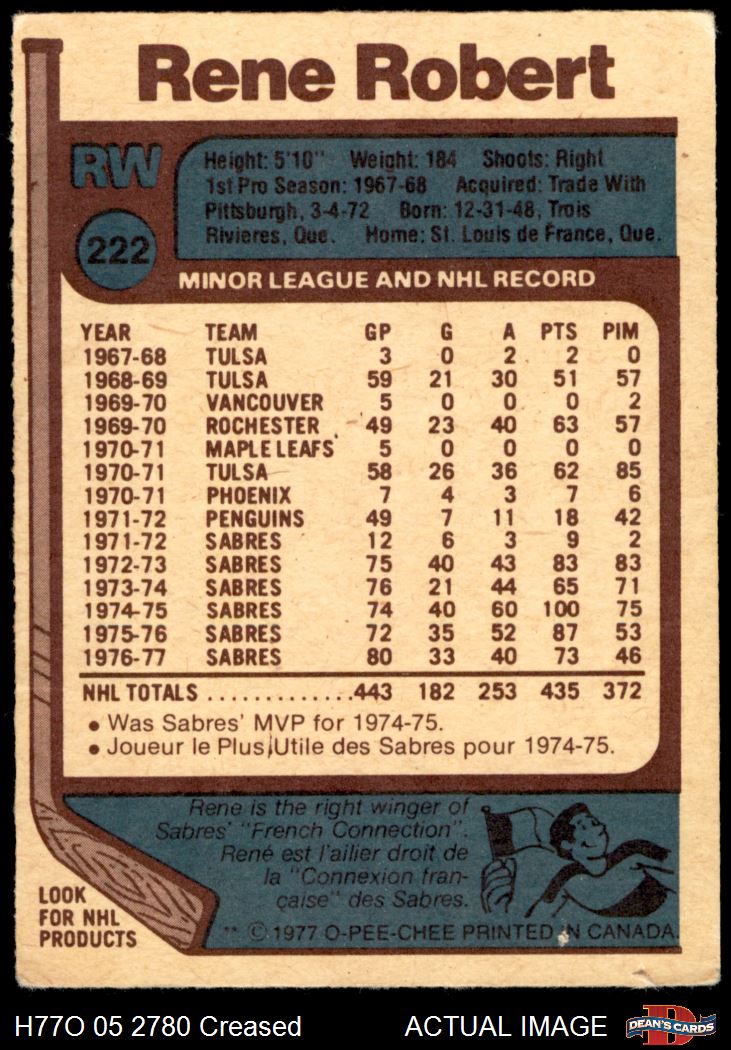 Rene Robert
RW
Height: 5'10" Weight: 184 Shoots: Right
1st Pro Season: 1967-68 Acquired: Trade With
Pittsburgh, 3-4-72 Born: 12-31-48, Trois
Rivieres, Que. Home: St. Louis de France, Que.
222
MINOR LEAGUE AND NHL RECORD
YEAR TEAM GP G A PTS PIM
1967-68 TULSA 3 0 2 2 0
1968-69 TULSA 59 21 30 51 57
1969-70 VANCOUVER 5 0 0 0 2
1969-70 ROCHESTER 49 23 40 63 57
1970-71 MAPLE LEAFS 5 0 0 0 0
1970-71 TULSA 58 26 36 62 85
1970-71 PHOENIX 7 4 3 7 6
1971-72 PENGUINS 49 7 11 18 42
1971-72 SABRES 12 6 3 9 2
1972-73 SABRES 75 40 43 83 83
1973-74 SABRES 76 21 44 65 71
1974-75 SABRES 74 40 60 100 75
1975-76 SABRES 72 35 52 87 53
1976-77 SABRES 80 33 40 73 46
NHL TOTALS .............443 182 253 435 372
• Was Sabres' MVP for 1974-75.
• Joueur le Plus Utile des Sabres pour 1974-75.
Rene is the right winger of
Sabres' "French Connection".
René est l'ailier droit de
la "Connexion fran-
çaise" des Sabres.
LOOK
FOR NHL
PRODUCTS
** © 1977 O-PEE-CHEE PRINTED IN CANADA.
H77O 05 2780 Creased ACTUAL IMAGE
D
DEAN'S CARDS